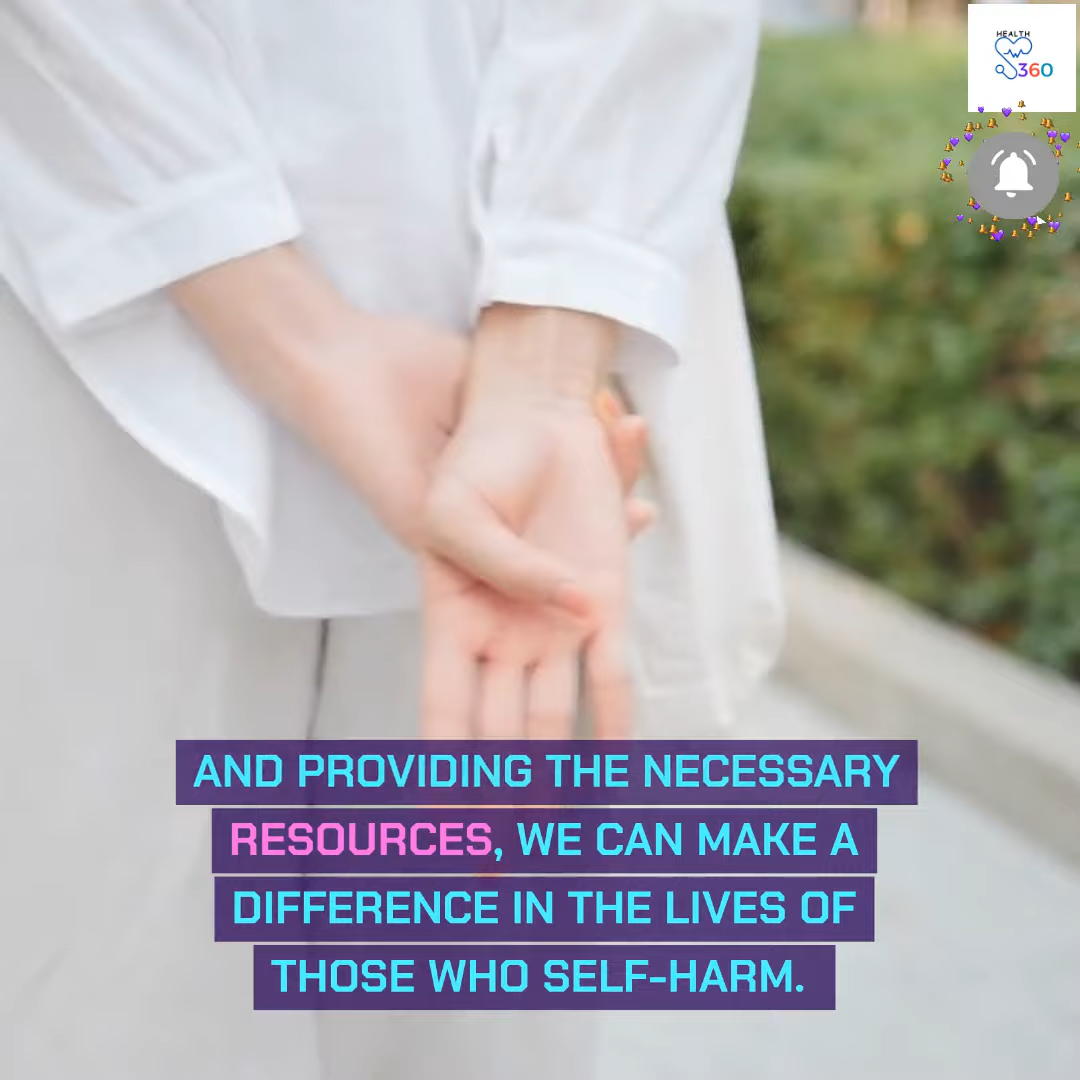 HEALTH
360
AND PROVIDING THE NECESSARY
RESOURCES, WE CAN MAKE A
DIFFERENCE IN THE LIVES OF
THOSE WHO SELF-HARM.